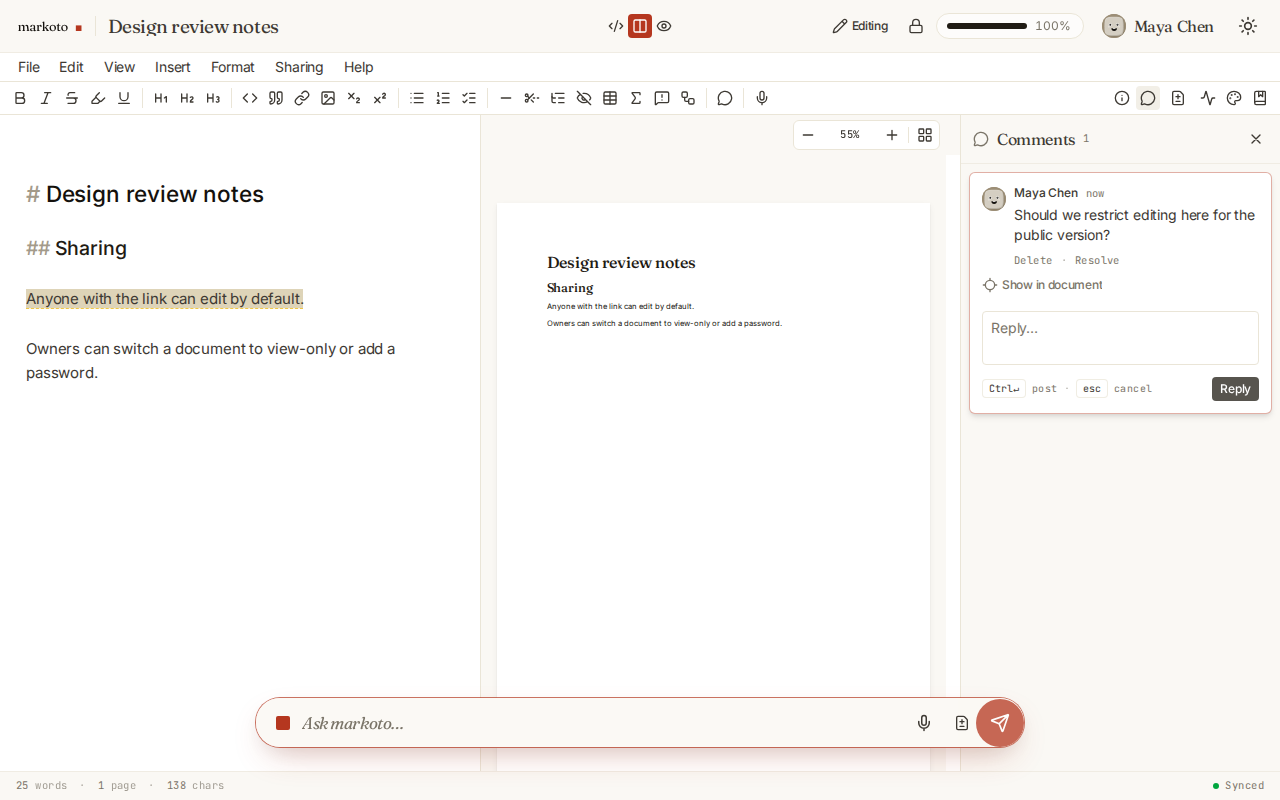 markoto
Design review notes
Editing
100%
Maya Chen
File Edit View Insert Format Sharing Help
H1 H2 H3
55%
Comments 1
# Design review notes
## Sharing
Anyone with the link can edit by default.
Owners can switch a document to view-only or add a
password.
Design review notes
Sharing
Anyone with the link can edit by default.
Owners can switch a document to view-only or add a password.
Maya Chen now
Should we restrict editing here for the
public version?
Delete · Resolve
Show in document
Reply...
Ctrl↵ post · esc cancel
Reply
Ask markoto...
25 words · 1 page · 138 chars
Synced